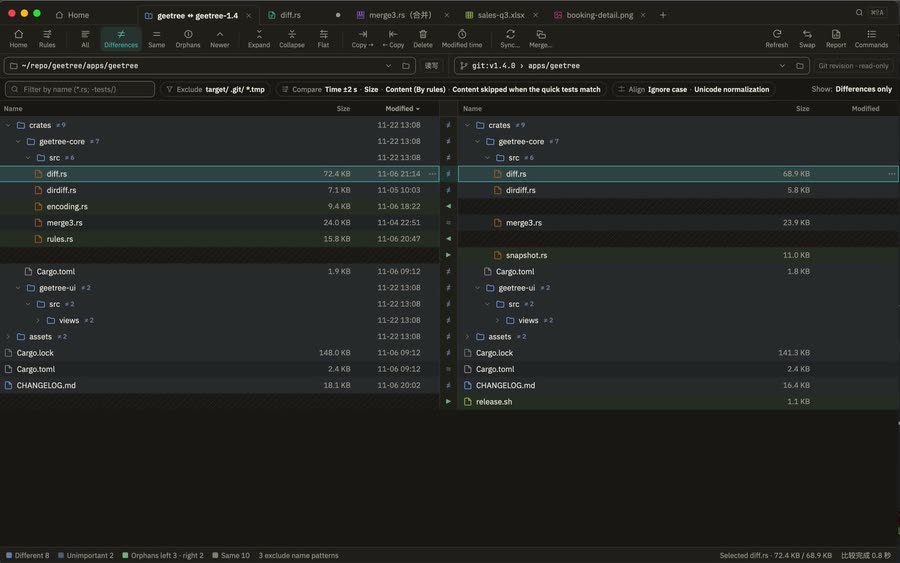 Home geetree ⇔ geetree-1.4 × diff.rs merge3.rs（合并） × sales-q3.xlsx × booking-detail.png × +
Home Rules All Differences Same Orphans Newer Expand Collapse Flat Copy → ← Copy Delete Modified time Sync… Merge… Refresh Swap Report Commands
~/repo/geetree/apps/geetree 读写 git:v1.4.0 › apps/geetree Git revision · read-only
Filter by name (*.rs; -tests/) Exclude target/ .git/ *.tmp Compare Time ±2 s · Size · Content (By rules) · Content skipped when the quick tests match Align Ignore case · Unicode normalization Show: Differences only
Name Size Modified Name Size Modified
crates ≠ 9 11-22 13:08 ≠ crates ≠ 9
geetree-core ≠ 7 11-22 13:08 ≠ geetree-core ≠ 7
src ≠ 6 11-22 13:08 ≠ src ≠ 6
diff.rs 72.4 KB 11-06 21:14 ··· ≠ diff.rs 68.9 KB ···
dirdiff.rs 7.1 KB 11-05 10:03 ≠ dirdiff.rs 5.8 KB
encoding.rs 9.4 KB 11-06 18:22
merge3.rs 24.0 KB 11-04 22:51 ≈ merge3.rs 23.9 KB
rules.rs 15.8 KB 11-06 20:47
snapshot.rs 11.0 KB
Cargo.toml 1.9 KB 11-06 09:12 ≠ Cargo.toml 1.8 KB
geetree-ui ≠ 2 11-22 13:08 ≠ geetree-ui ≠ 2
src ≠ 2 11-22 13:08 ≠ src ≠ 2
views ≠ 2 11-22 13:08 ≠ views ≠ 2
assets ≠ 2 11-22 13:08 ≠ assets ≠ 2
Cargo.lock 148.0 KB 11-06 09:12 ≠ Cargo.lock 141.3 KB
Cargo.toml 2.4 KB 11-06 09:12 ≈ Cargo.toml 2.4 KB
CHANGELOG.md 18.1 KB 11-06 20:02 ≠ CHANGELOG.md 16.4 KB
release.sh 1.1 KB
Different 8 Unimportant 2 Orphans left 3 · right 2 Same 10 3 exclude name patterns Selected diff.rs · 72.4 KB / 68.9 KB 比较完成 0.8 秒